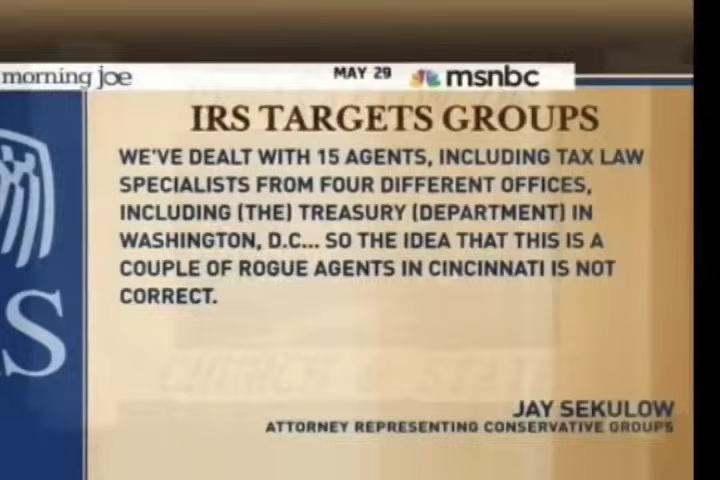 morning joe MAY 29 msnbc
IRS TARGETS GROUPS
WE'VE DEALT WITH 15 AGENTS, INCLUDING TAX LAW
SPECIALISTS FROM FOUR DIFFERENT OFFICES,
INCLUDING (THE) TREASURY (DEPARTMENT) IN
WASHINGTON, D.C... SO THE IDEA THAT THIS IS A
COUPLE OF ROGUE AGENTS IN CINCINNATI IS NOT
CORRECT.
S
CHURCH & STATE
JAY SEKULOW
ATTORNEY REPRESENTING CONSERVATIVE GROUPS